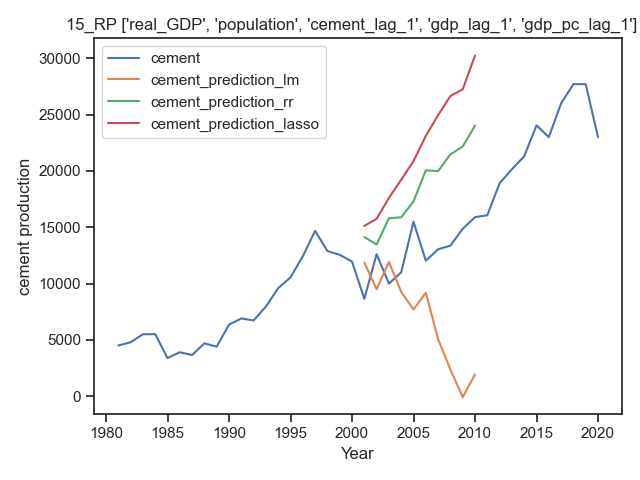 15_RP ['real_GDP', 'population', 'cement_lag_1', 'gdp_lag_1', 'gdp_pc_lag_1']
cement
cement_prediction_lm
cement_prediction_rr
cement_prediction_lasso
30000
25000
20000
15000
10000
5000
0
cement production
1980 1985 1990 1995 2000 2005 2010 2015 2020
Year